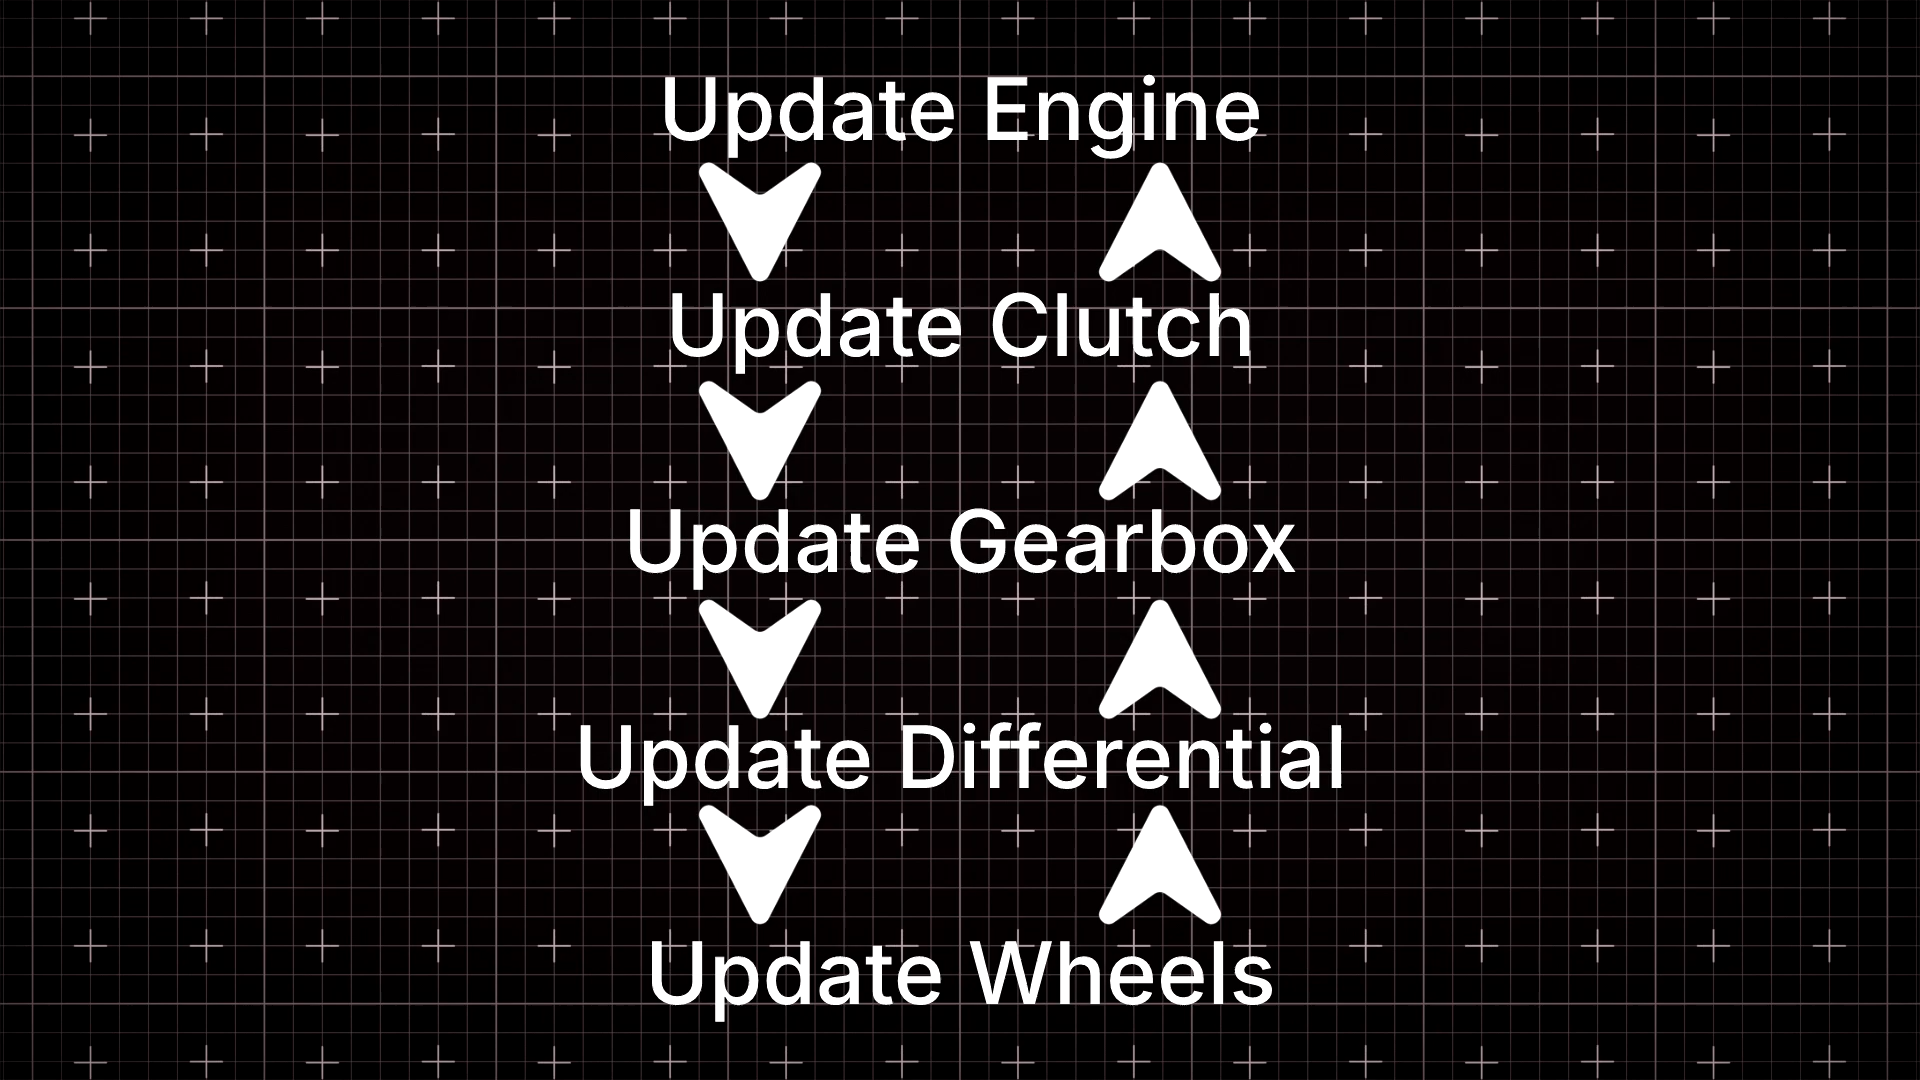 Update Engine
Update Clutch
Update Gearbox
Update Differential
Update Wheels